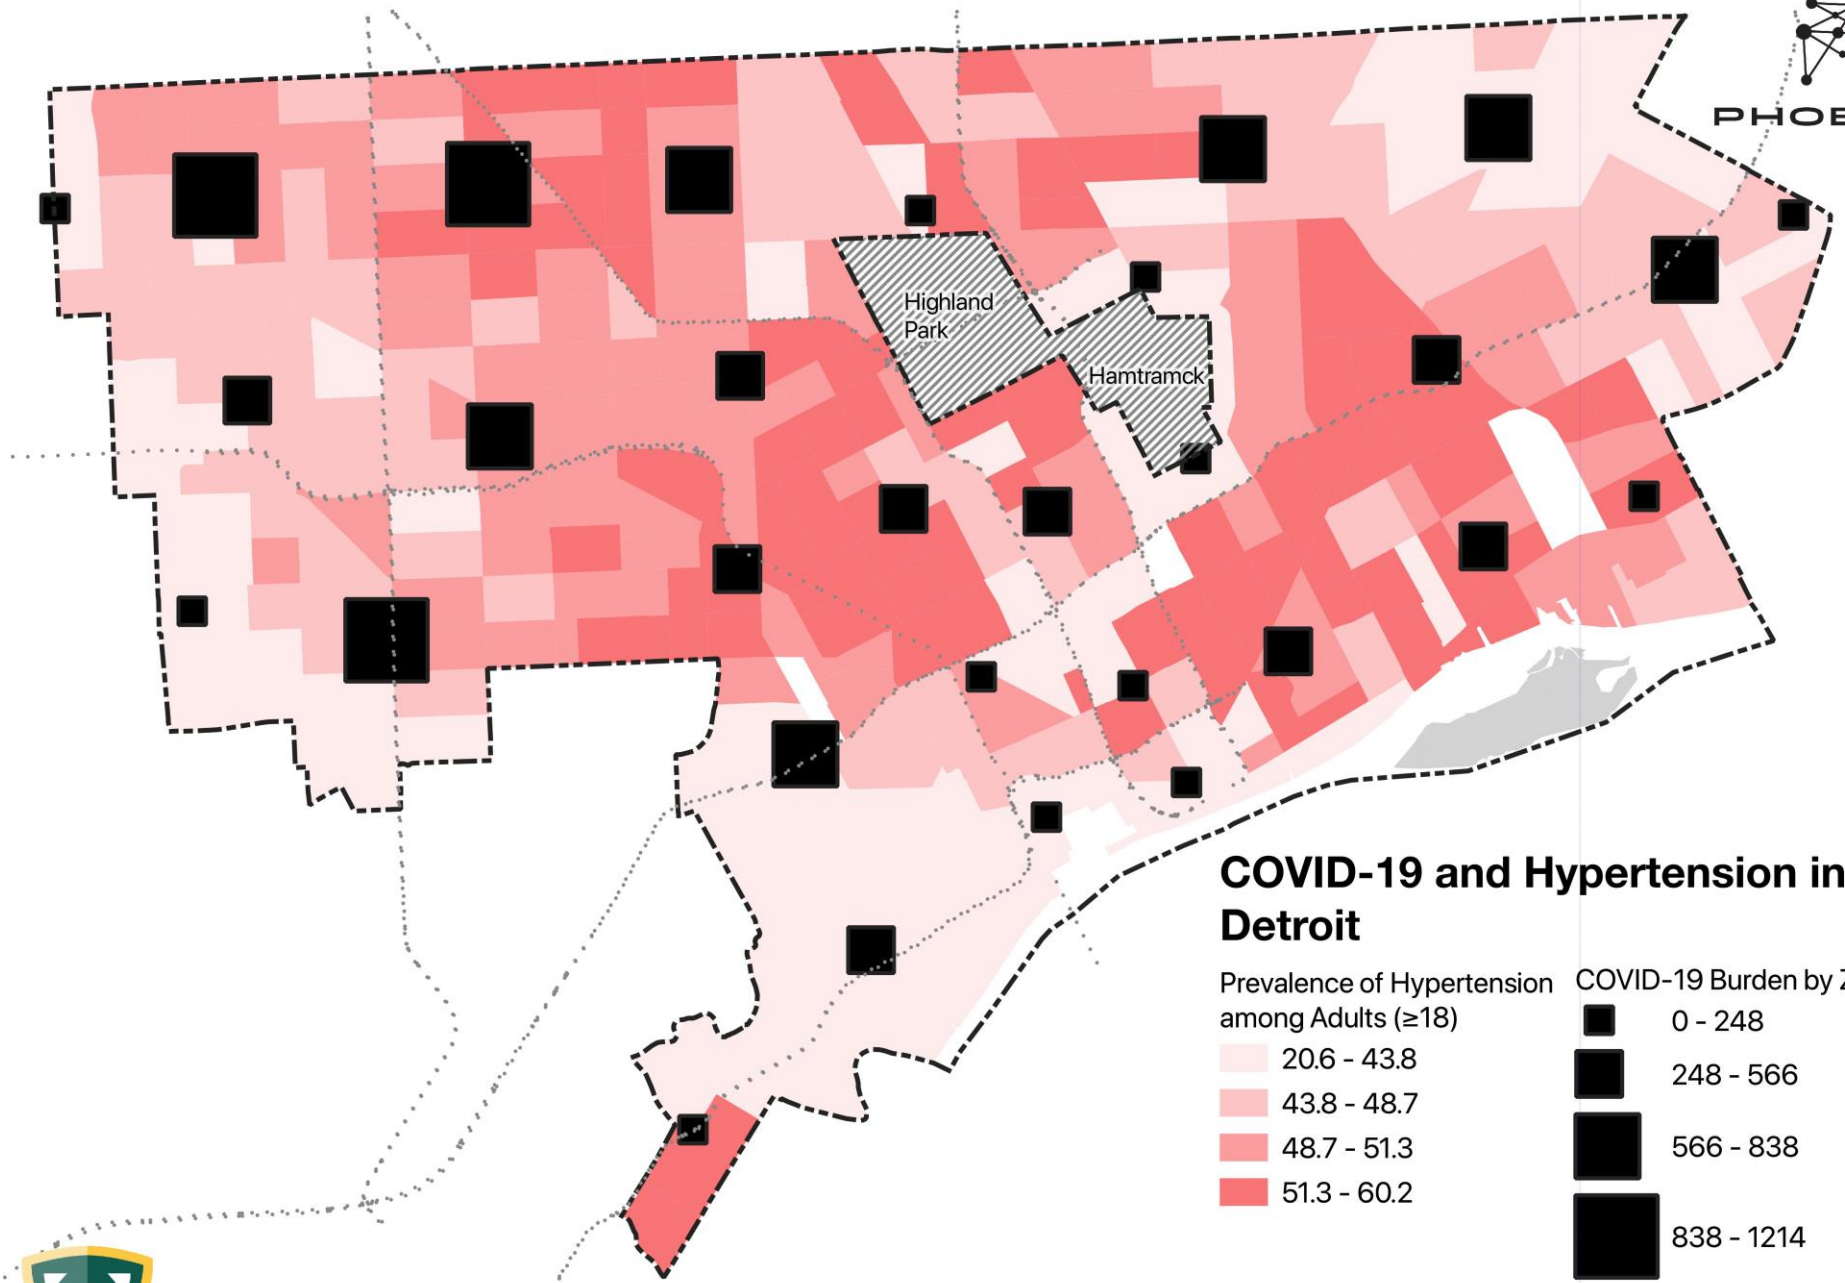 PHOE
Highland
Park
Hamtramck
COVID-19 and Hypertension in
Detroit
Prevalence of Hypertension
among Adults (≥18)
20.6 - 43.8
43.8 - 48.7
48.7 - 51.3
51.3 - 60.2
COVID-19 Burden by Z
0 - 248
248 - 566
566 - 838
838 - 1214